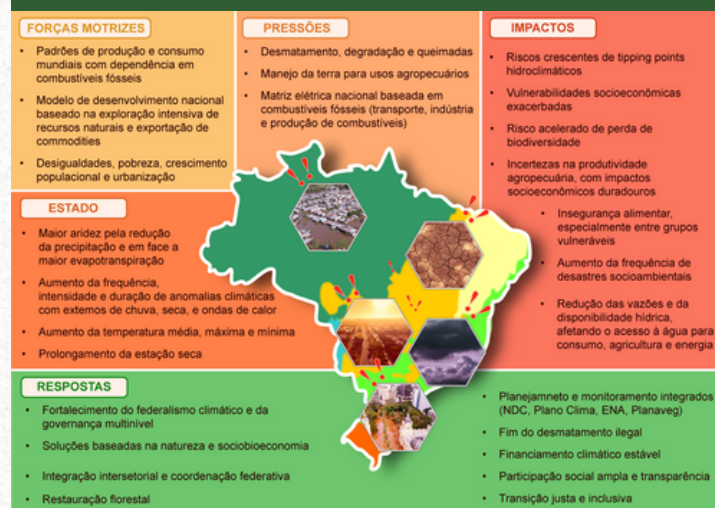 FORÇAS MOTRIZES
• Padrões de produção e consumo
mundiais com dependência em
combustíveis fósseis
• Modelo de desenvolvimento nacional
baseado na exploração intensiva de
recursos naturais e exportação de
commodities
• Desigualdades, pobreza, crescimento
populacional e urbanização
PRESSÕES
• Desmatamento, degradação e queimadas
• Manejo da terra para usos agropecuários
• Matriz elétrica nacional baseada em
combustíveis fósseis (transporte, indústria
e produção de combustíveis)
IMPACTOS
• Riscos crescentes de tipping points
hidroclimáticos
• Vulnerabilidades socioeconômicas
exacerbadas
• Risco acelerado de perda de
biodiversidade
• Incertezas na produtividade
agropecuária, com impactos
socioeconômicos duradouros
• Insegurança alimentar,
especialmente entre grupos
vulneráveis
• Aumento da frequência de
desastres socioambientais
• Redução das vazões e da
disponibilidade hídrica,
afetando o acesso à água para
consumo, agricultura e energia
ESTADO
• Maior aridez pela redução
da precipitação e em face a
maior evapotranspiração
• Aumento da frequência,
intensidade e duração de anomalias climáticas
com extemos de chuva, seca, e ondas de calor
• Aumento da temperatura média, máxima e mínima
• Prolongamento da estação seca
RESPOSTAS
• Fortalecimento do federalismo climático e da
governança multinível
• Soluções baseadas na natureza e sociobioeconomia
• Integração intersetorial e coordenação federativa
• Restauração florestal
• Planejamneto e monitoramento integrados
(NDC, Plano Clima, ENA, Planaveg)
• Fim do desmatamento ilegal
• Financiamento climático estável
• Participação social ampla e transparência
• Transição justa e inclusiva